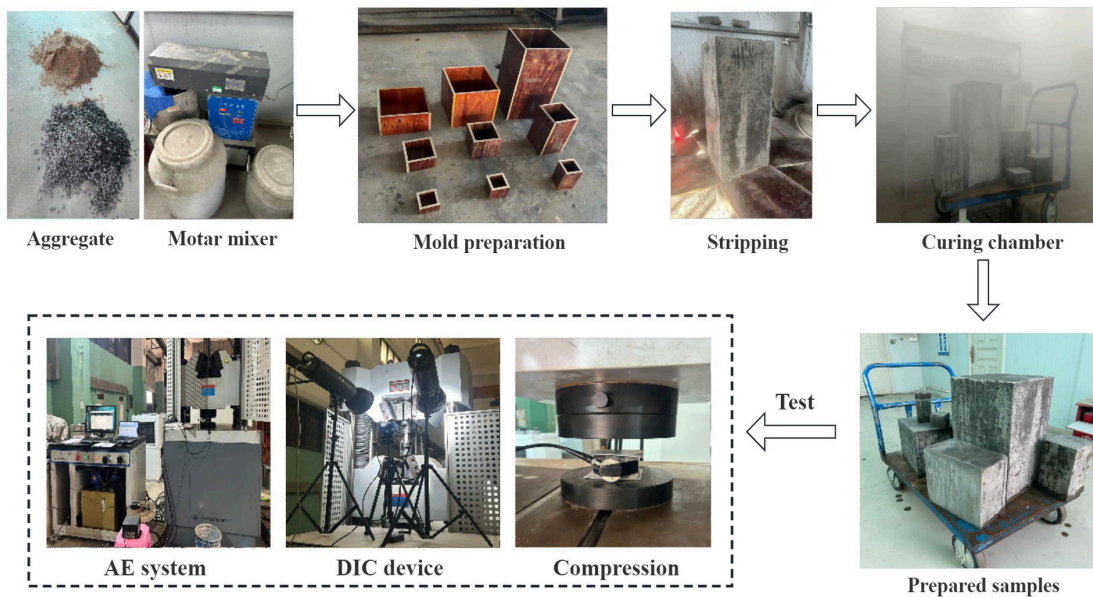 Aggregate
Motar mixer
Mold preparation
Stripping
Curing chamber
Test
AE system
DIC device
Compression
Prepared samples